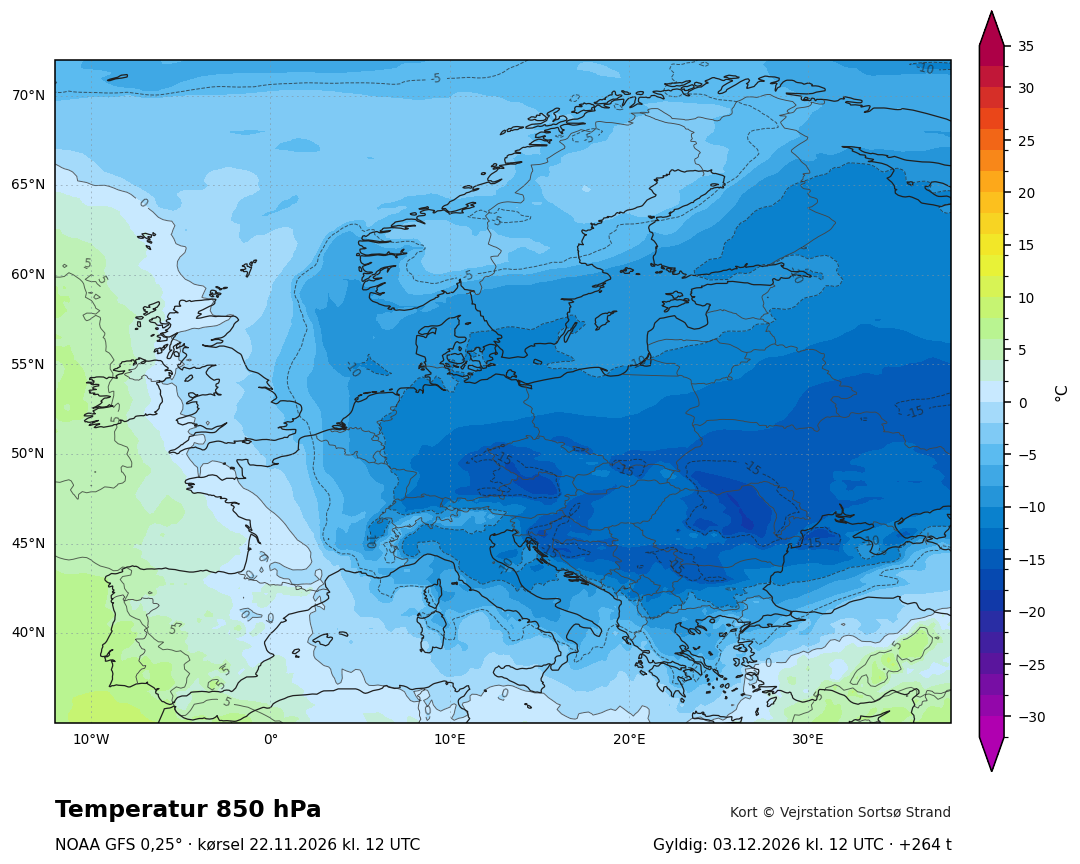 70°N
65°N
60°N
55°N
50°N
45°N
40°N
10°W
0°
10°E
20°E
30°E
35
30
25
20
15
10
5
0
−5
−10
−15
−20
−25
−30
°C
Temperatur 850 hPa
Kort © Vejrstation Sortsø Strand
NOAA GFS 0,25° · kørsel 22.11.2026 kl. 12 UTC
Gyldig: 03.12.2026 kl. 12 UTC · +264 t